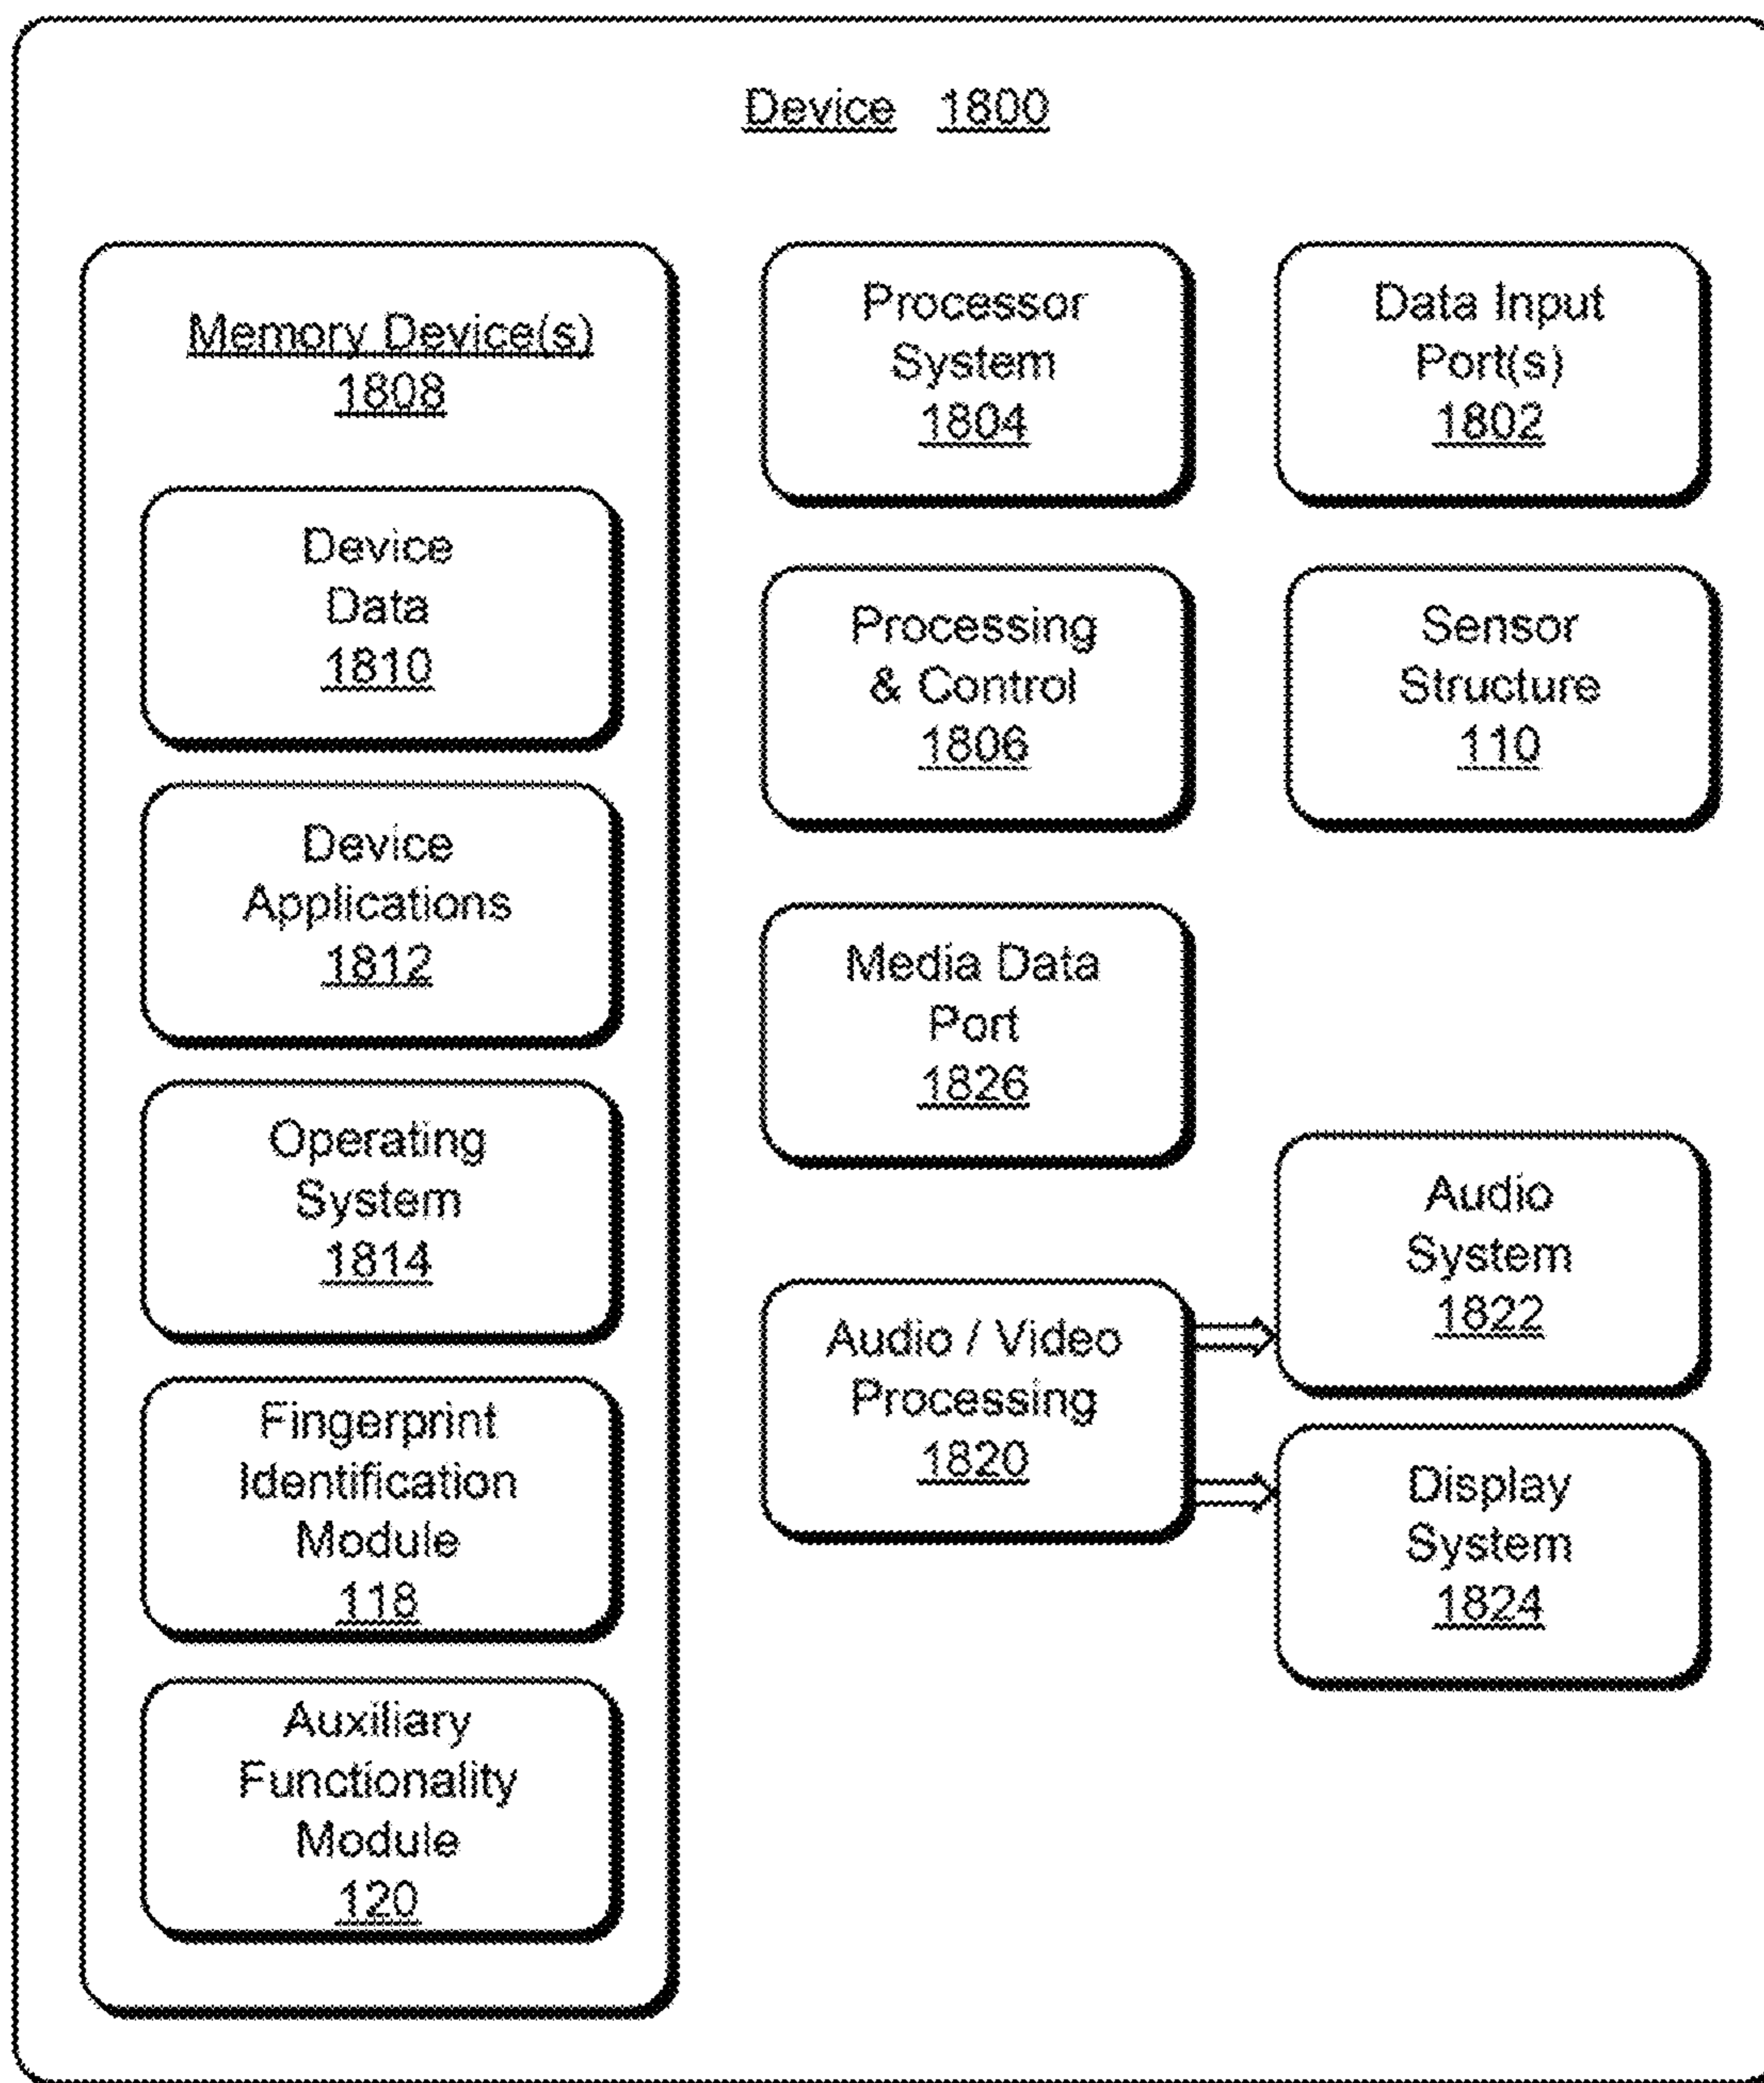 Device 1800
Memory Device(s)
1808
Device
Data
1810
Device
Applications
1812
Operating
System
1814
Fingerprint
Identification
Module
118
Auxiliary
Functionality
Module
120
Processor
System
1804
Data Input
Port(s)
1802
Processing
& Control
1806
Sensor
Structure
110
Media Data
Port
1826
Audio / Video
Processing
1820
Audio
System
1822
Display
System
1824